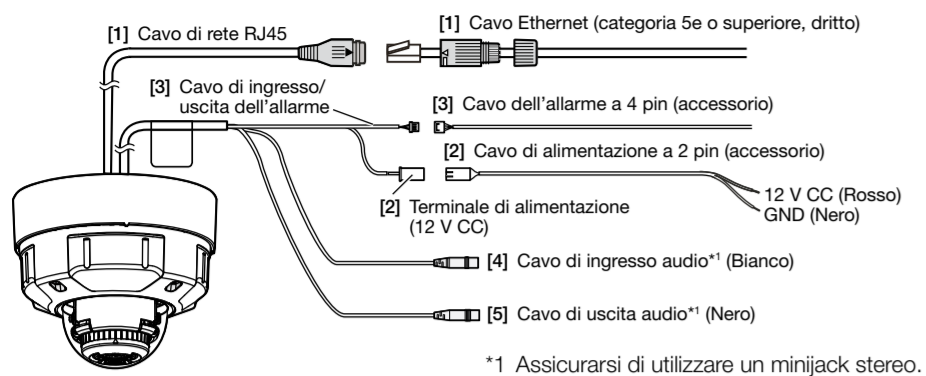 [1] Cavo di rete RJ45
[1] Cavo Ethernet (categoria 5e o superiore, dritto)
[3] Cavo di ingresso/
uscita dell'allarme
[3] Cavo dell'allarme a 4 pin (accessorio)
[2] Cavo di alimentazione a 2 pin (accessorio)
12 V CC (Rosso)
GND (Nero)
[2] Terminale di alimentazione
(12 V CC)
[4] Cavo di ingresso audio*1 (Bianco)
[5] Cavo di uscita audio*1 (Nero)
*1 Assicurarsi di utilizzare un minijack stereo.